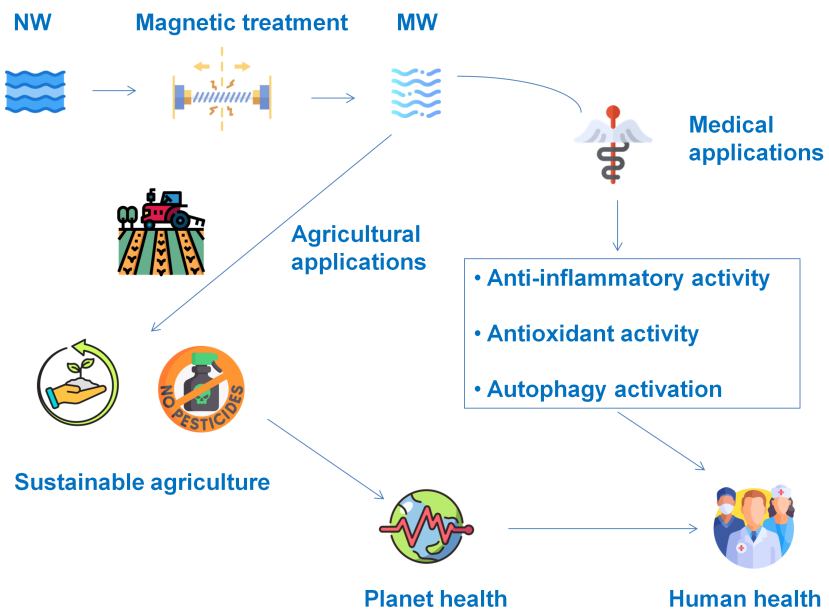 NW
Magnetic treatment
MW
Medical
applications
Agricultural
applications
• Anti-inflammatory activity
• Antioxidant activity
• Autophagy activation
NO PESTICIDES
Sustainable agriculture
Planet health
Human health